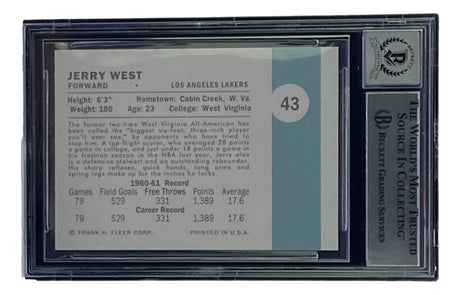 JERRY WEST
FORWARD LOS ANGELES LAKERS
Height: 6'3" Hometown: Cabin Creek, W. Va.
Weight: 180 Age: 23 College: West Virginia
43
The former two-time West Virginia All-American has
been called the "biggest six-foot, three-inch player
you'll ever see," by opponents who have tried to
stop him. A top-flight scorer, who averaged 28 points
a game in college, and just under 18 points a game in
his freshman season in the NBA last year, Jerry also
is a defensive stalwart and an outstanding rebounder.
His sharp reflexes, quick hands, long arms and
spring legs make up for the inches he lacks.
1960-61 Record
Games Field Goals Free Throws Points Average
79 529 331 1,389 17.6
Career Record
79 529 331 1,389 17.6
© FRANK H. FLEER CORP. PRINTED IN U.S.A.
THE WORLD'S MOST TRUSTED
SOURCE IN COLLECTING™
BECKETT GRADING SERVICES